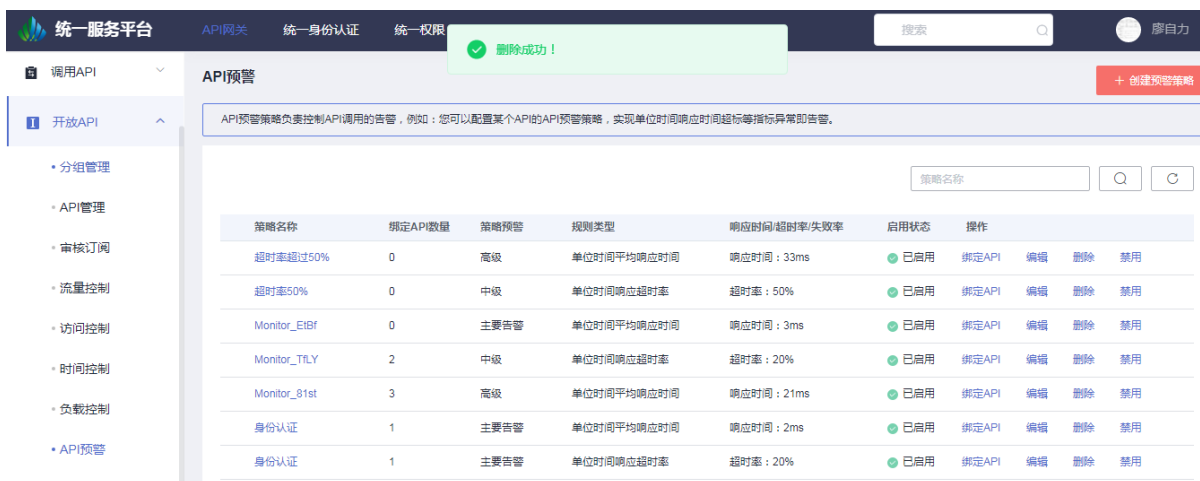 统一服务平台 API网关 统一身份认证 统一权限 删除成功！ 搜索 廖自力
调用API
API预警
+ 创建预警策略
开放API
API预警策略负责控制API调用的告警，例如：您可以配置某个API的API预警策略，实现单位时间响应时间超标等指标异常即告警。
分组管理
策略名称
API管理
策略名称 绑定API数量 策略预警 规则类型 响应时间/超时率/失败率 启用状态 操作
审核订阅
超时率超过50% 0 高级 单位时间平均响应时间 响应时间：33ms 已启用 绑定API 编辑 删除 禁用
流量控制
超时率50% 0 中级 单位时间响应超时率 超时率：50% 已启用 绑定API 编辑 删除 禁用
访问控制
Monitor_EtBf 0 主要告警 单位时间平均响应时间 响应时间：3ms 已启用 绑定API 编辑 删除 禁用
时间控制
Monitor_TfLY 2 中级 单位时间响应超时率 超时率：20% 已启用 绑定API 编辑 删除 禁用
Monitor_81st 3 高级 单位时间平均响应时间 响应时间：21ms 已启用 绑定API 编辑 删除 禁用
负载控制
身份认证 1 主要告警 单位时间平均响应时间 响应时间：2ms 已启用 绑定API 编辑 删除 禁用
API预警
身份认证 1 主要告警 单位时间响应超时率 超时率：20% 已启用 绑定API 编辑 删除 禁用